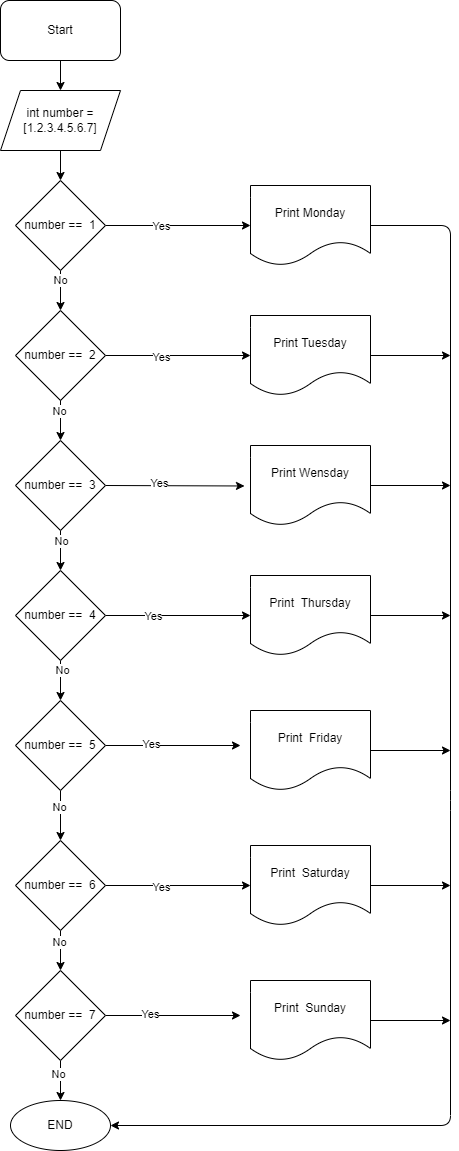 Start
int number =
[1.2.3.4.5.6.7]
number == 1
Yes
Print Monday
No
number == 2
Yes
Print Tuesday
No
number == 3
Yes
Print Wensday
No
number == 4
Yes
Print Thursday
No
number == 5
Yes
Print Friday
No
number == 6
Yes
Print Saturday
No
number == 7
Yes
Print Sunday
No
END